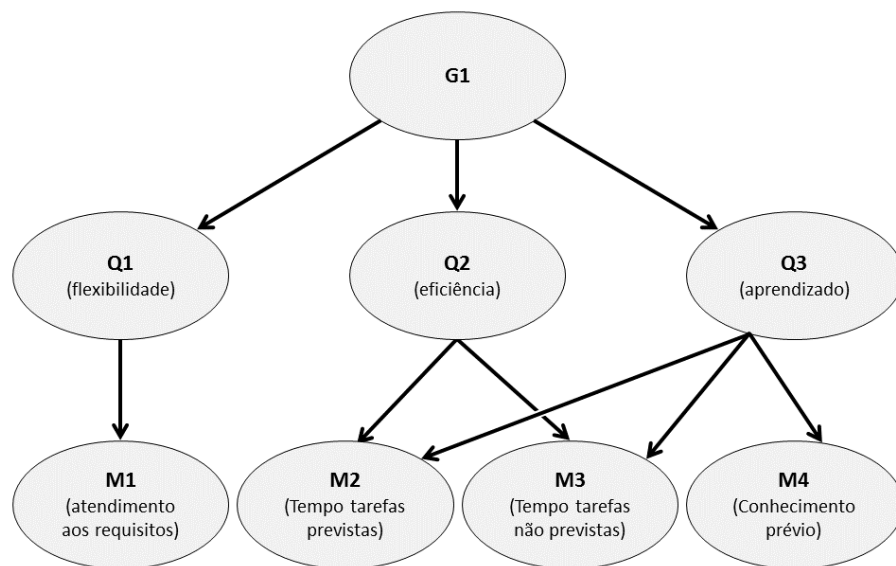 G1
Q1
(flexibilidade)
Q2
(eficiência)
Q3
(aprendizado)
M1
(atendimento
aos requisitos)
M2
(Tempo tarefas
previstas)
M3
(Tempo tarefas
não previstas)
M4
(Conhecimento
prévio)